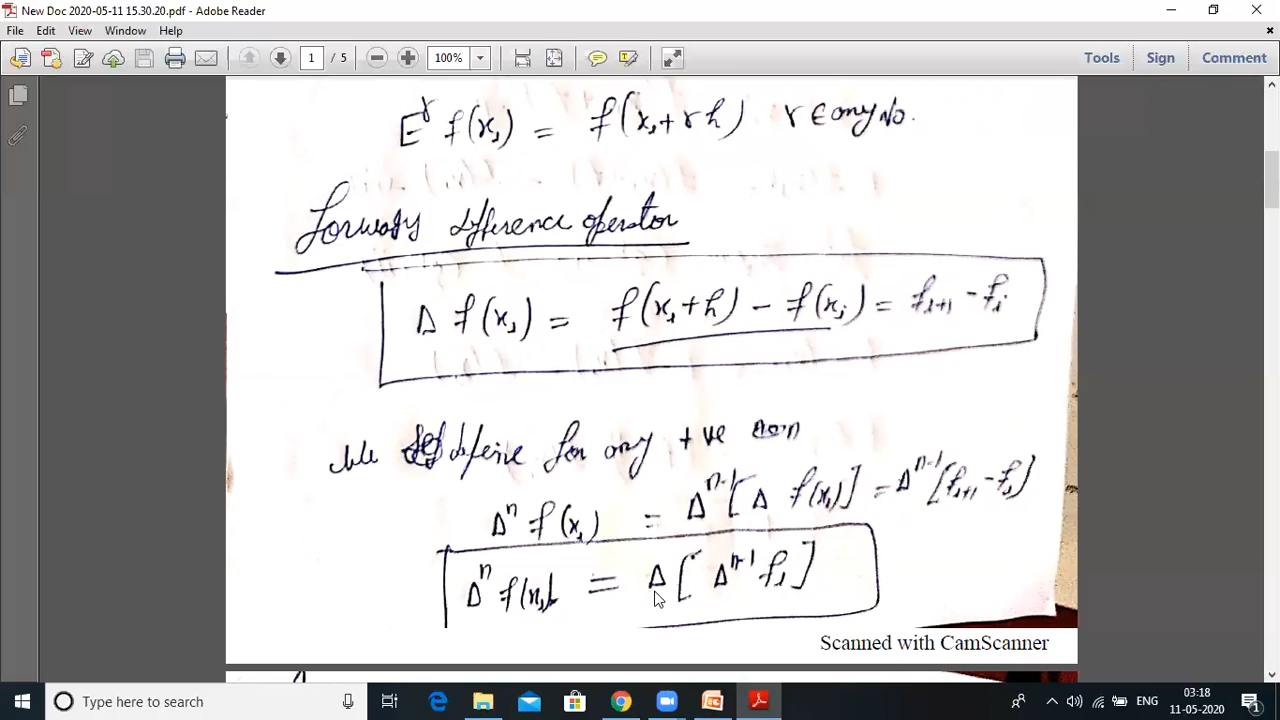 New Doc 2020-05-11 15.30.20.pdf - Adobe Reader
File Edit View Window Help
1 / 5 100% Tools Sign Comment
E^r f(x_i) = f(x_i + rh) r ∈ any No.
Forward difference operator
Δ f(x_i) = f(x_i+h) - f(x_i) = f_{i+1} - f_i
We define for any +ve n
Δ^n f(x_i) = Δ^{n-1} [Δ f(x_i)] = Δ^{n-1} [f_{i+1} - f_i]
Δ^n f(x_i) = Δ [Δ^{n-1} f_i]
Scanned with CamScanner
Type here to search
ENG 03:18
11-05-2020
1